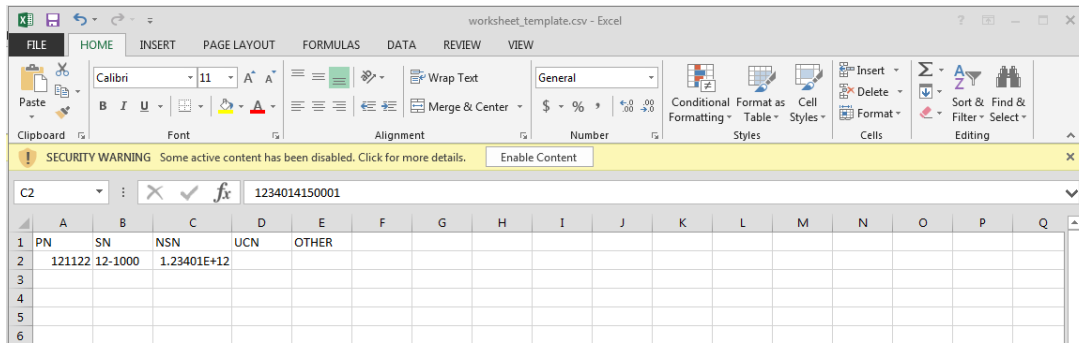 worksheet_template.csv - Excel
FILE HOME INSERT PAGE LAYOUT FORMULAS DATA REVIEW VIEW
Paste
Calibri 11 A A
B I U A
Wrap Text
Merge & Center
General
$ % , .00 .00
Conditional Formatting
Format as Table
Cell Styles
Insert
Delete
Format
Sort & Filter
Find & Select
Clipboard Font Alignment Number Styles Cells Editing
SECURITY WARNING Some active content has been disabled. Click for more details. Enable Content
C2 fx 1234014150001
A B C D E F G H I J K L M N O P Q
1 PN SN NSN UCN OTHER
2 121122 12-1000 1.23401E+12
3
4
5
6